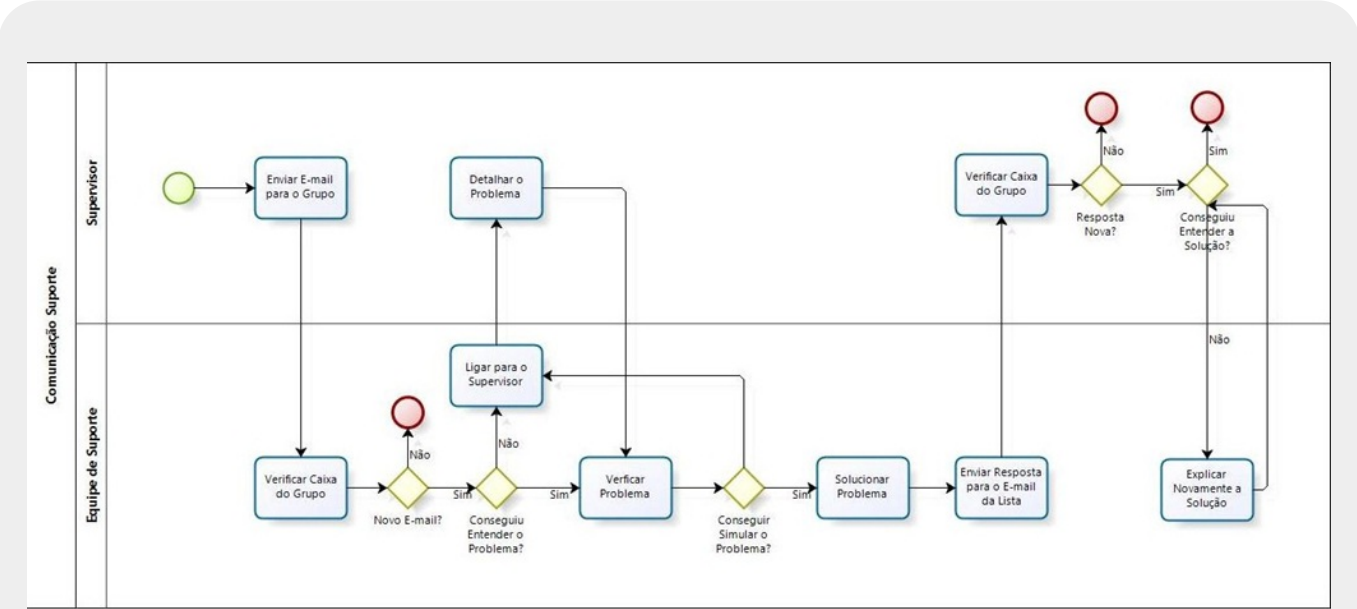 Comunicação Suporte
Supervisor
Enviar E-mail
para o Grupo
Detalhar o
Problema
Verificar Caixa
do Grupo
Não
Resposta
Nova?
Sim
Sim
Conseguiu
Entender a
Solução?
Não
Equipe de Suporte
Verificar Caixa
do Grupo
Não
Novo E-mail?
Sim
Ligar para o
Supervisor
Não
Conseguiu
Entender o
Problema?
Sim
Verficar
Problema
Conseguir
Simular o
Problema?
Sim
Solucionar
Problema
Enviar Resposta
para o E-mail
da Lista
Explicar
Novamente a
Solução